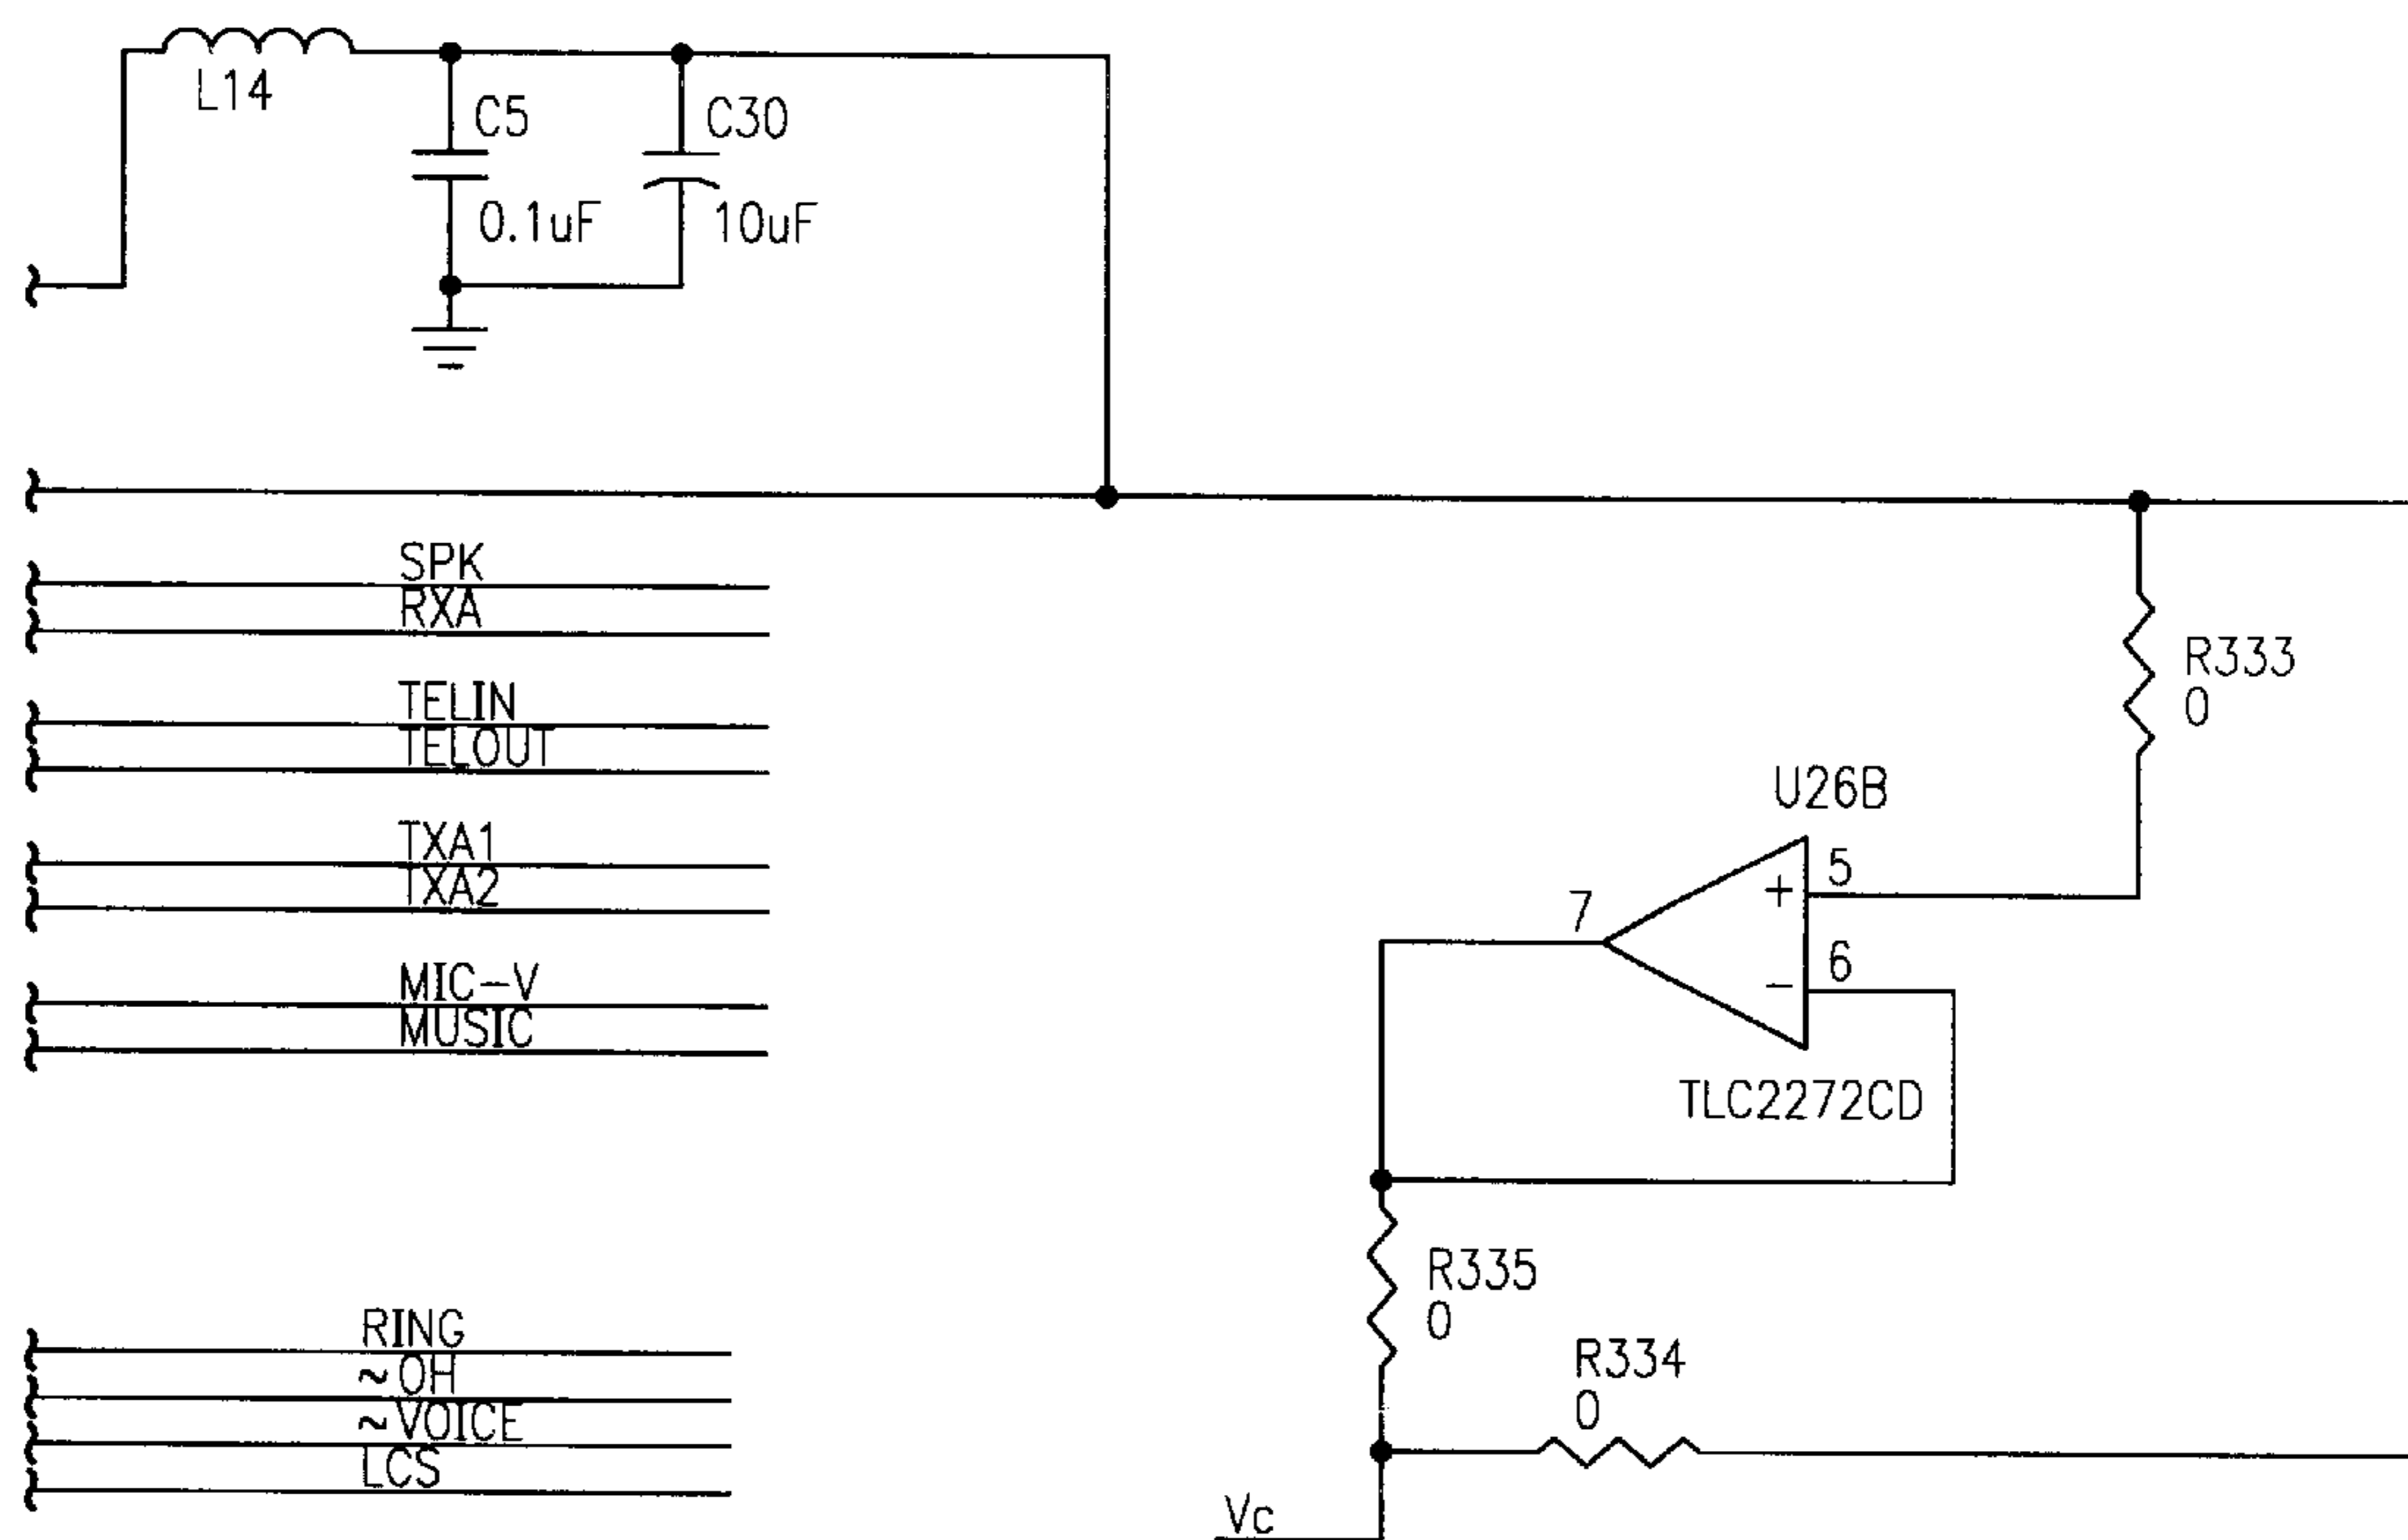 L14
C5
0.1uF
C30
10uF
SPK
RXA
TELIN
TELOUT
TXA1
TXA2
MIC-V
MUSIC
RING
~OH
~VOICE
LCS
R333
0
U26B
5
+
7
6
-
TLC2272CD
R335
0
R334
0
Vc